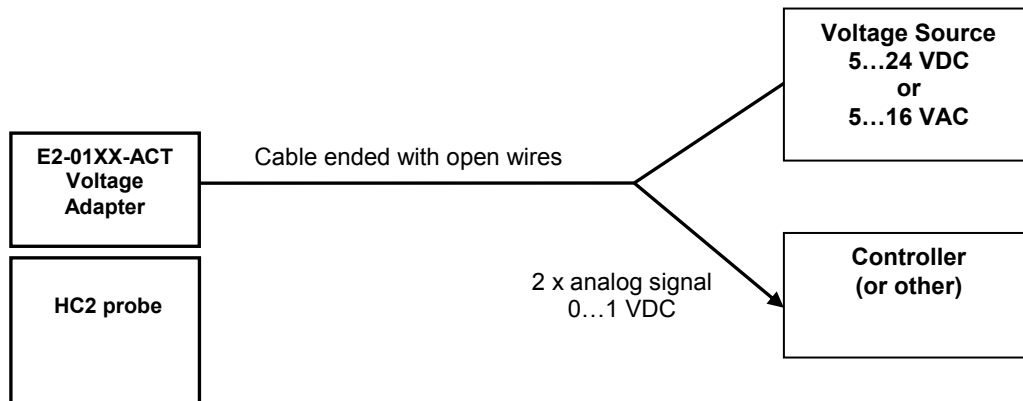 Voltage Source
5…24 VDC
or
5…16 VAC
E2-01XX-ACT
Voltage
Adapter
Cable ended with open wires
Controller
(or other)
2 x analog signal
0…1 VDC
HC2 probe